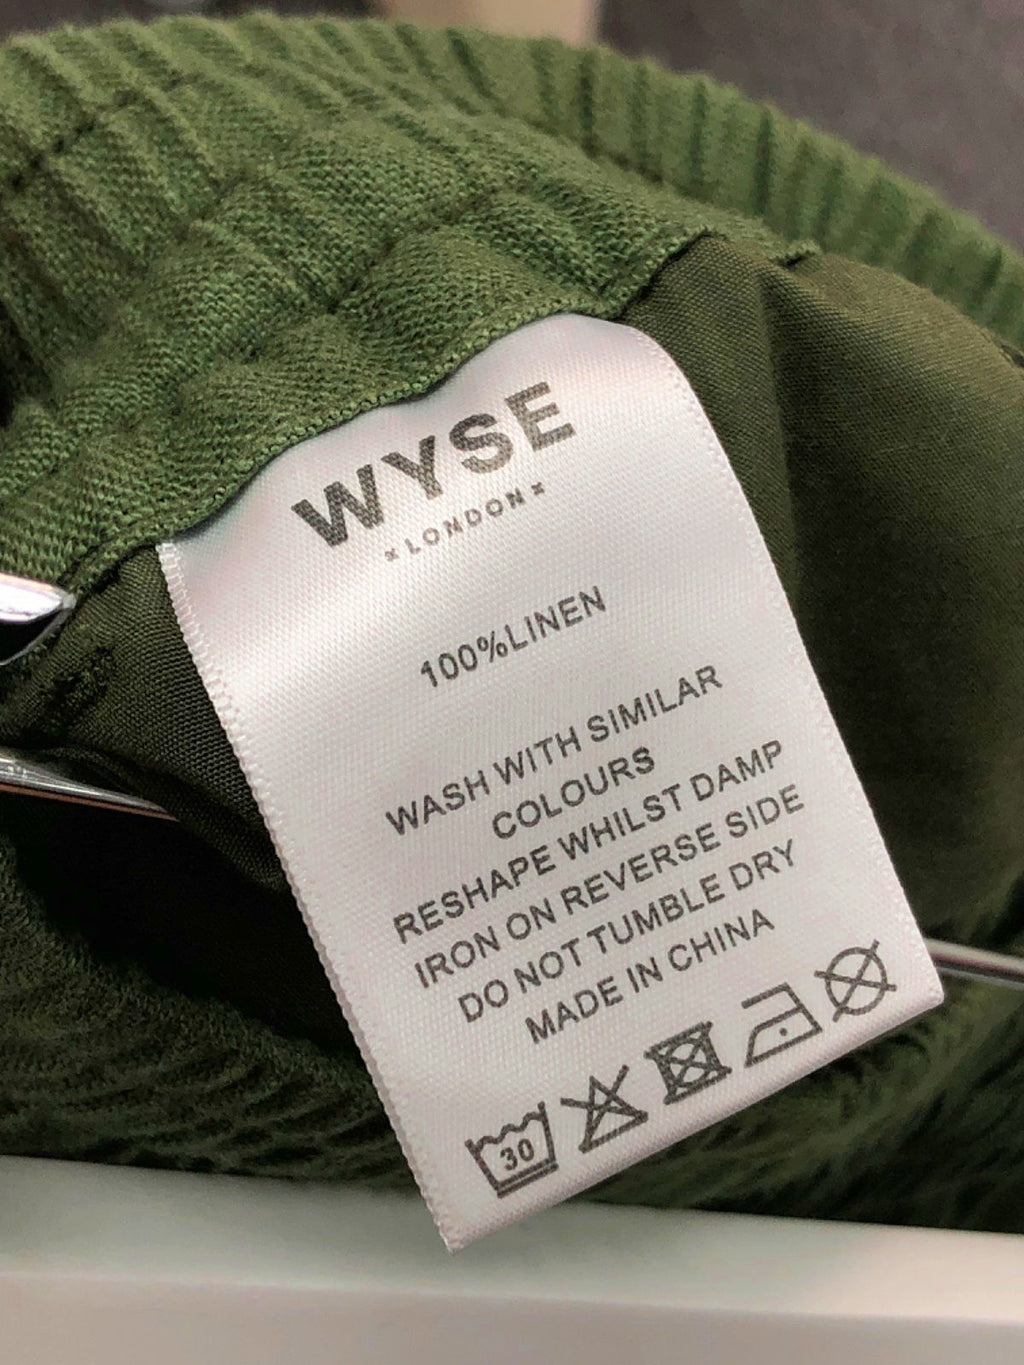 WYSE
×LONDON×
100%LINEN
WASH WITH SIMILAR
COLOURS
RESHAPE WHILST DAMP
IRON ON REVERSE SIDE
DO NOT TUMBLE DRY
MADE IN CHINA
30